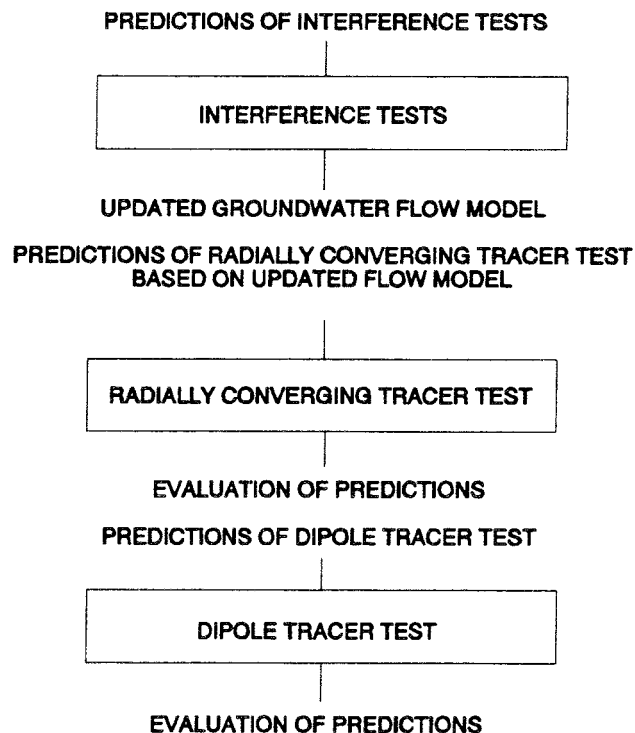 PREDICTIONS OF INTERFERENCE TESTS
INTERFERENCE TESTS
UPDATED GROUNDWATER FLOW MODEL
PREDICTIONS OF RADIALLY CONVERGING TRACER TEST
BASED ON UPDATED FLOW MODEL
RADIALLY CONVERGING TRACER TEST
EVALUATION OF PREDICTIONS
PREDICTIONS OF DIPOLE TRACER TEST
DIPOLE TRACER TEST
EVALUATION OF PREDICTIONS